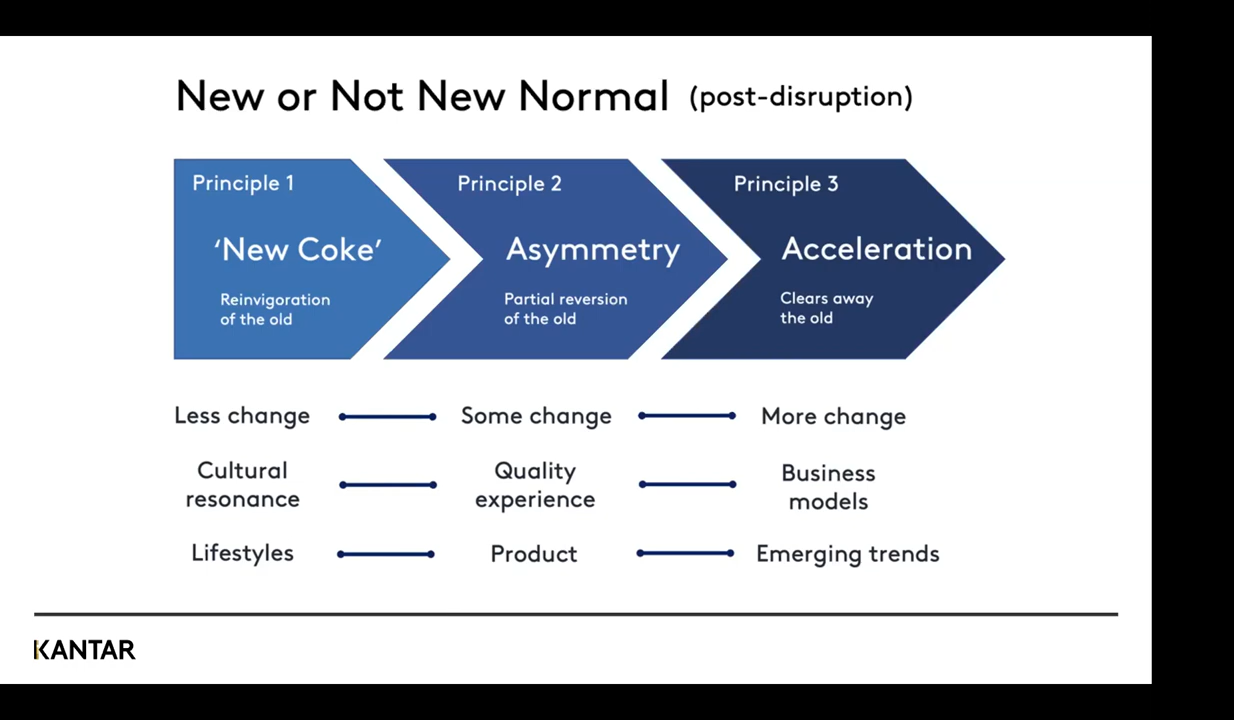 New or Not New Normal (post-disruption)
Principle 1
‘New Coke’
Reinvigoration
of the old
Principle 2
Asymmetry
Partial reversion
of the old
Principle 3
Acceleration
Clears away
the old
Less change
Some change
More change
Cultural
resonance
Quality
experience
Business
models
Lifestyles
Product
Emerging trends
KANTAR